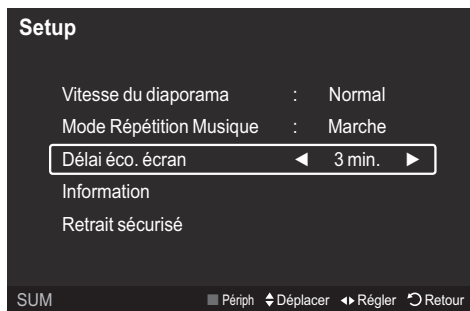 Setup
Vitesse du diaporama : Normal
Mode Répétition Musique : Marche
Délai éco. écran ◄ 3 min. ►
Information
Retrait sécurisé
SUM Périph Déplacer Régler Retour